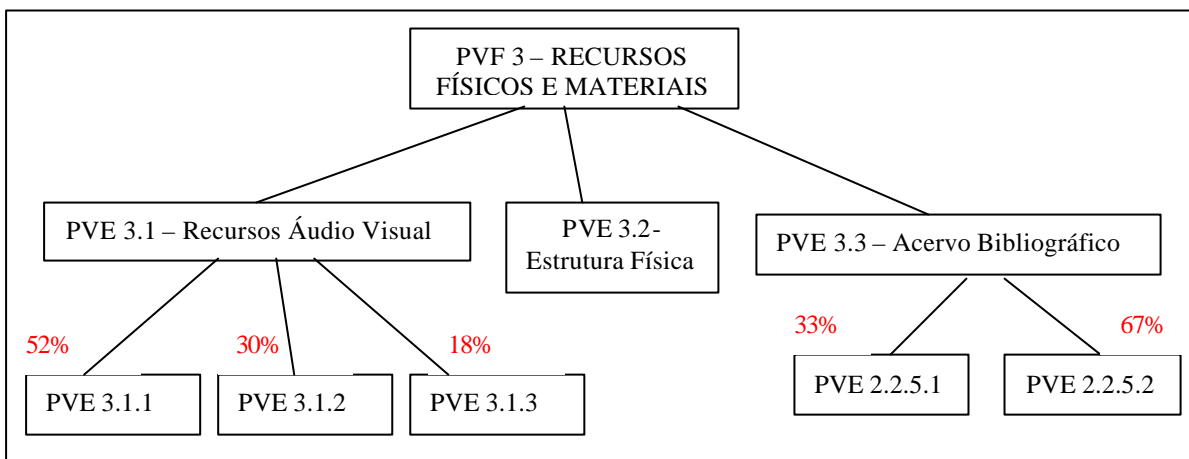 PVF 3 – RECURSOS
FÍSICOS E MATERIAIS
PVE 3.1 – Recursos Áudio Visual
PVE 3.2-
Estrutura Física
PVE 3.3 – Acervo Bibliográfico
52%
30%
18%
33%
67%
PVE 3.1.1
PVE 3.1.2
PVE 3.1.3
PVE 2.2.5.1
PVE 2.2.5.2